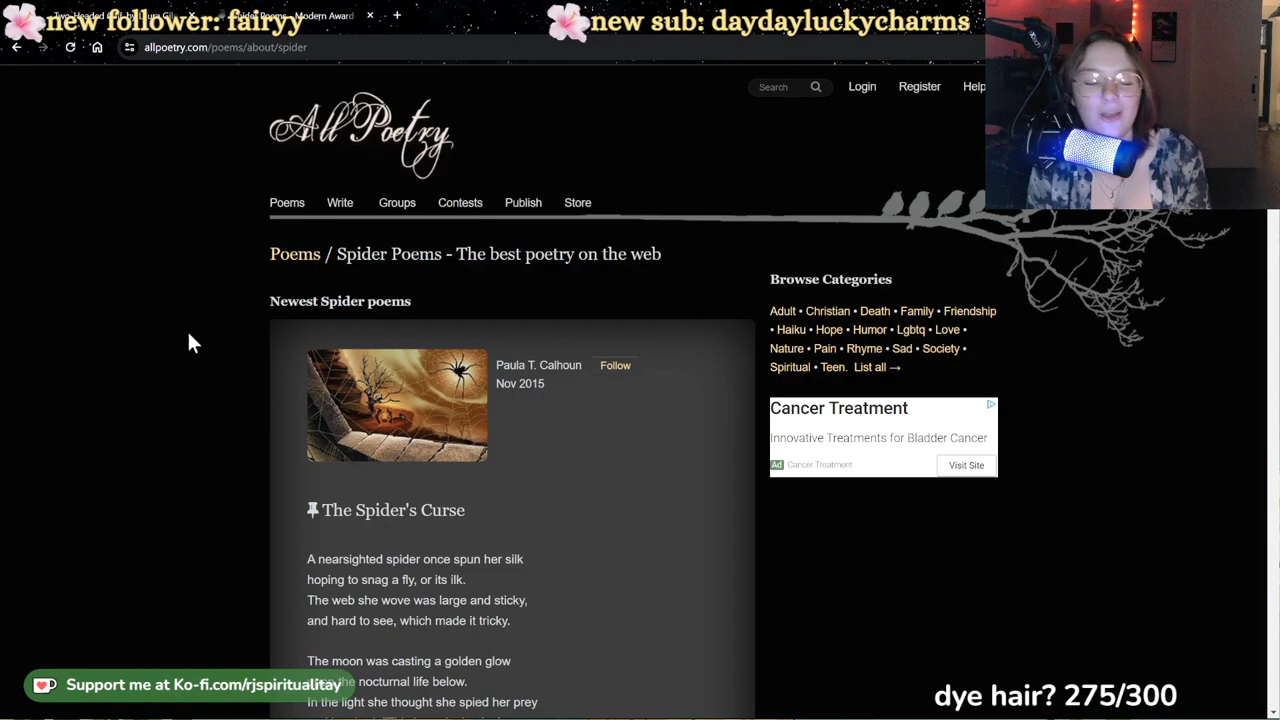 new follower: fairyy
new sub: daydayluckycharms
Spider Poems - Modern Award
allpoetry.com/poems/about/spider
Search
Login
Register
Help
All Poetry
Poems
Write
Groups
Contests
Publish
Store
Poems / Spider Poems - The best poetry on the web
Newest Spider poems
Paula T. Calhoun
Follow
Nov 2015
The Spider's Curse
A nearsighted spider once spun her silk
hoping to snag a fly, or its ilk.
The web she wove was large and sticky,
and hard to see, which made it tricky.
The moon was casting a golden glow
the nocturnal life below.
In the light she thought she spied her prey
Browse Categories
Adult • Christian • Death • Family • Friendship
• Haiku • Hope • Humor • Lgbtq • Love •
Nature • Pain • Rhyme • Sad • Society •
Spiritual • Teen. List all →
Cancer Treatment
Innovative Treatments for Bladder Cancer
Ad Cancer Treatment
Visit Site
Support me at Ko-fi.com/rjspiritualitay
dye hair? 275/300